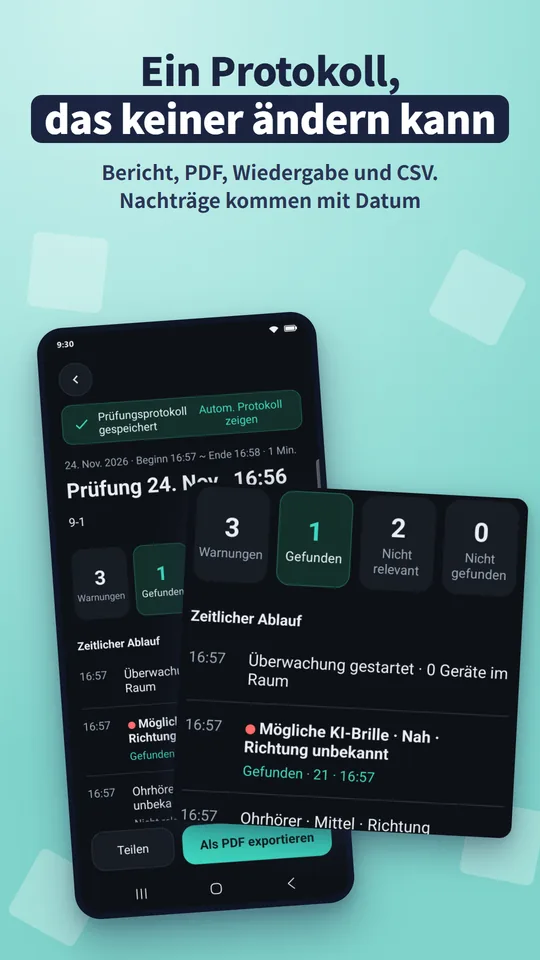 Ein Protokoll,
das keiner ändern kann
Bericht, PDF, Wiedergabe und CSV.
Nachträge kommen mit Datum
9:30
Prüfungsprotokoll
gespeichert
Autom. Protokoll
zeigen
24. Nov. 2026 · Beginn 16:57 ~ Ende 16:58 · 1 Min.
Prüfung 24. Nov. 16:56
9-1
3
Warnungen
1
Gefunden
Zeitlicher Ablauf
16:57
Raum
16:57
Richtung
Gefunden
16:57
Teilen
Als PDF exportieren
3
Warnungen
1
Gefunden
2
Nicht
relevant
0
Nicht
gefunden
Zeitlicher Ablauf
16:57
Überwachung gestartet · 0 Geräte im
Raum
16:57
Mögliche KI-Brille · Nah ·
Richtung unbekannt
Gefunden · 21 · 16:57
16:57
Ohrhörer · Mittel · Richtung